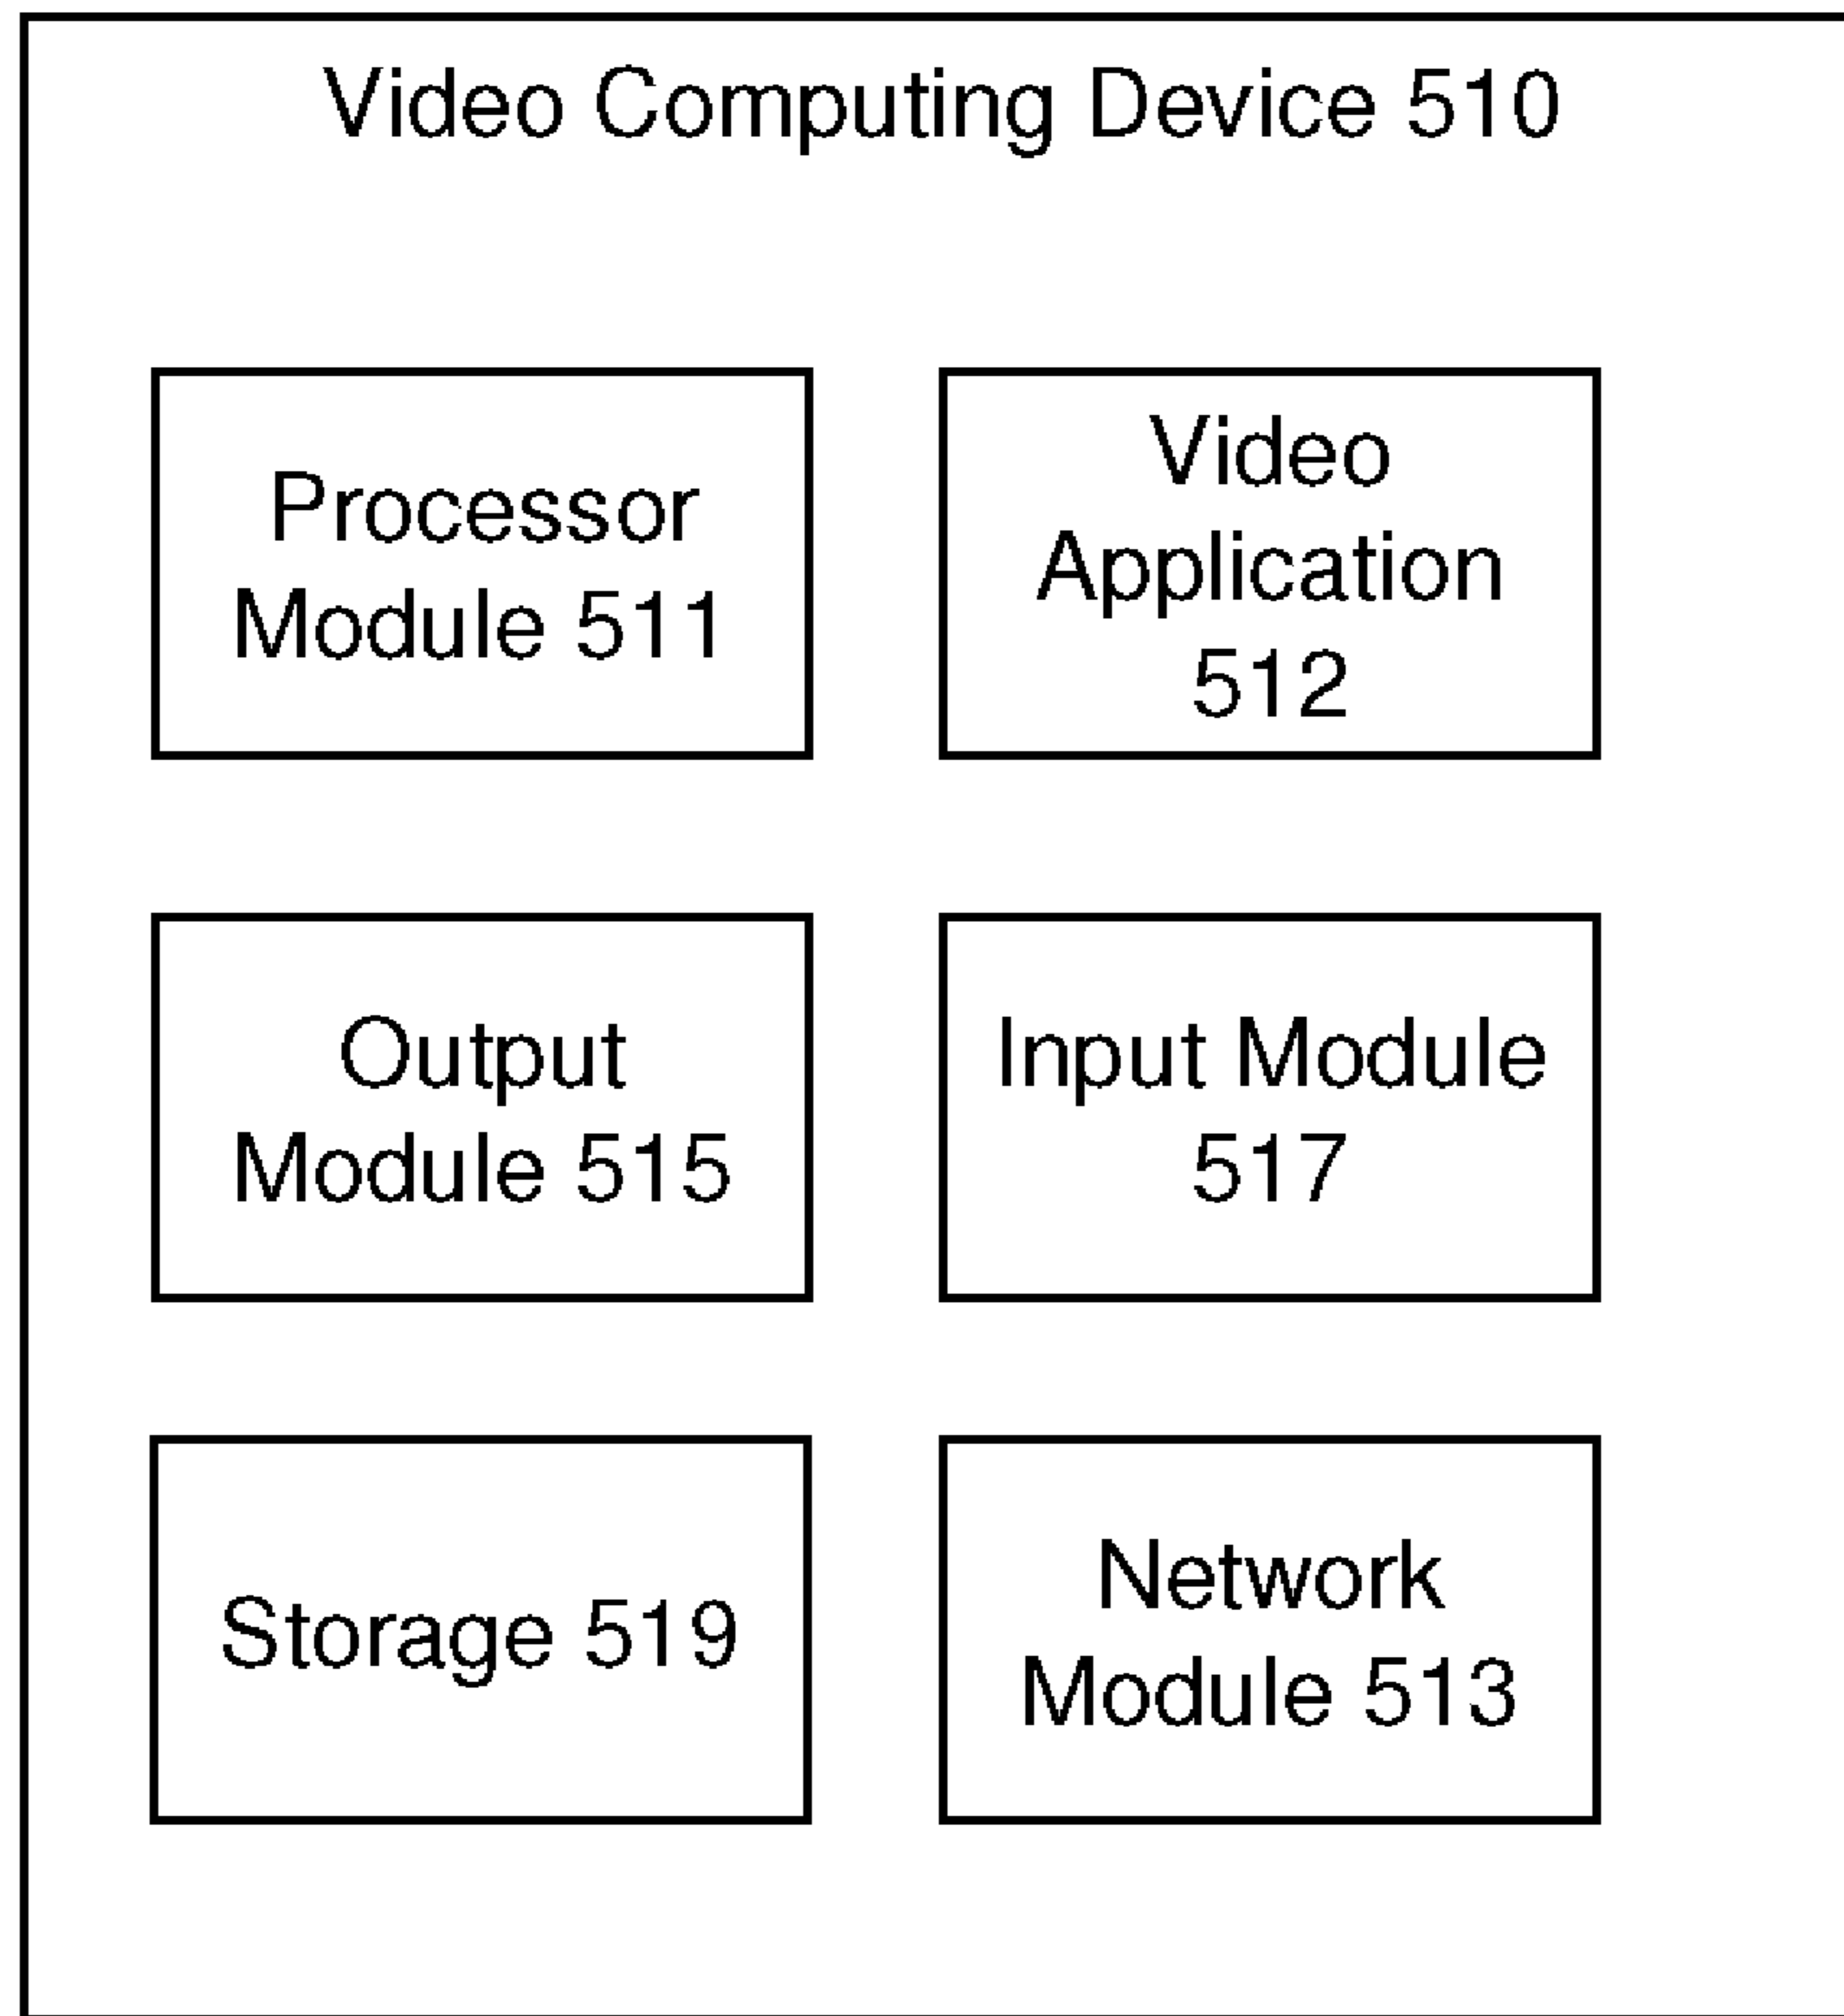 Video Computing Device 510
Processor
Module 511
Video
Application
512
Output
Module 515
Input Module
517
Storage 519
Network
Module 513